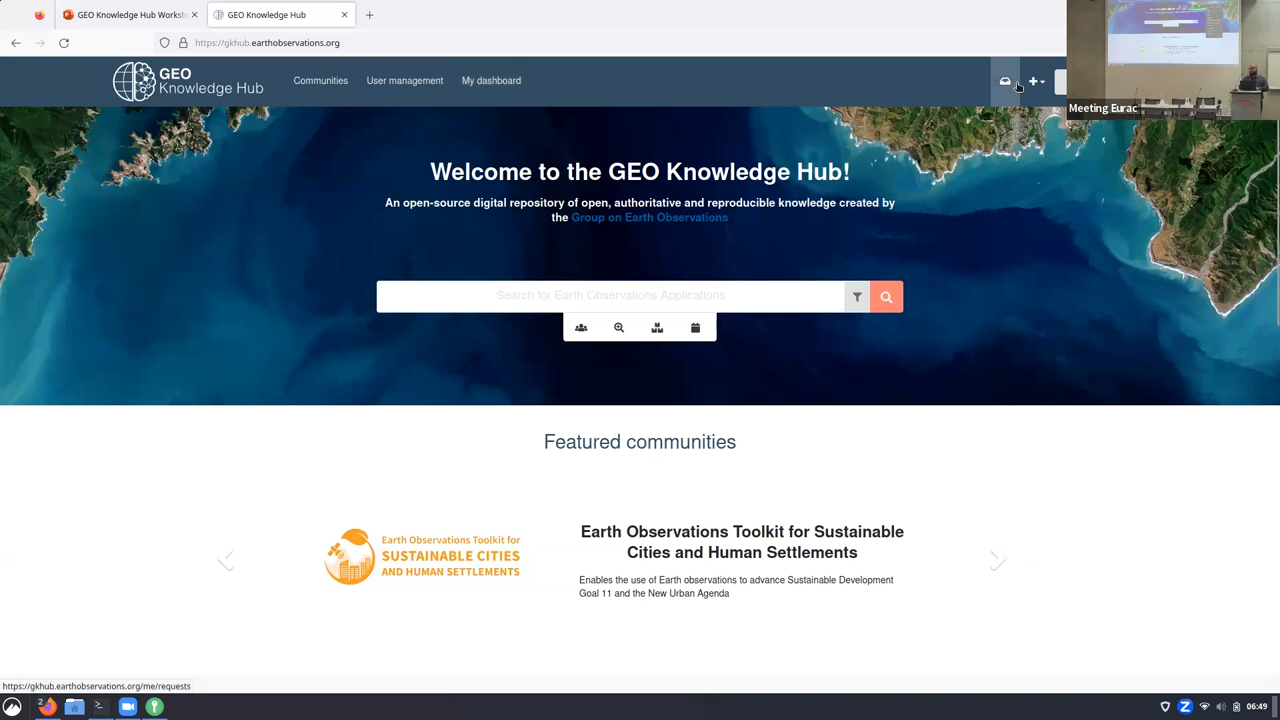 GEO Knowledge Hub Worksh
GEO Knowledge Hub
https://gkhub.earthobservations.org
GEO
Knowledge Hub
Communities
User management
My dashboard
Meeting Eurac
Welcome to the GEO Knowledge Hub!
An open-source digital repository of open, authoritative and reproducible knowledge created by
the Group on Earth Observations
Search for Earth Observations Applications
Featured communities
Earth Observations Toolkit for
SUSTAINABLE CITIES
AND HUMAN SETTLEMENTS
Earth Observations Toolkit for Sustainable
Cities and Human Settlements
Enables the use of Earth observations to advance Sustainable Development
Goal 11 and the New Urban Agenda
https://gkhub.earthobservations.org/me/requests
2
06:49